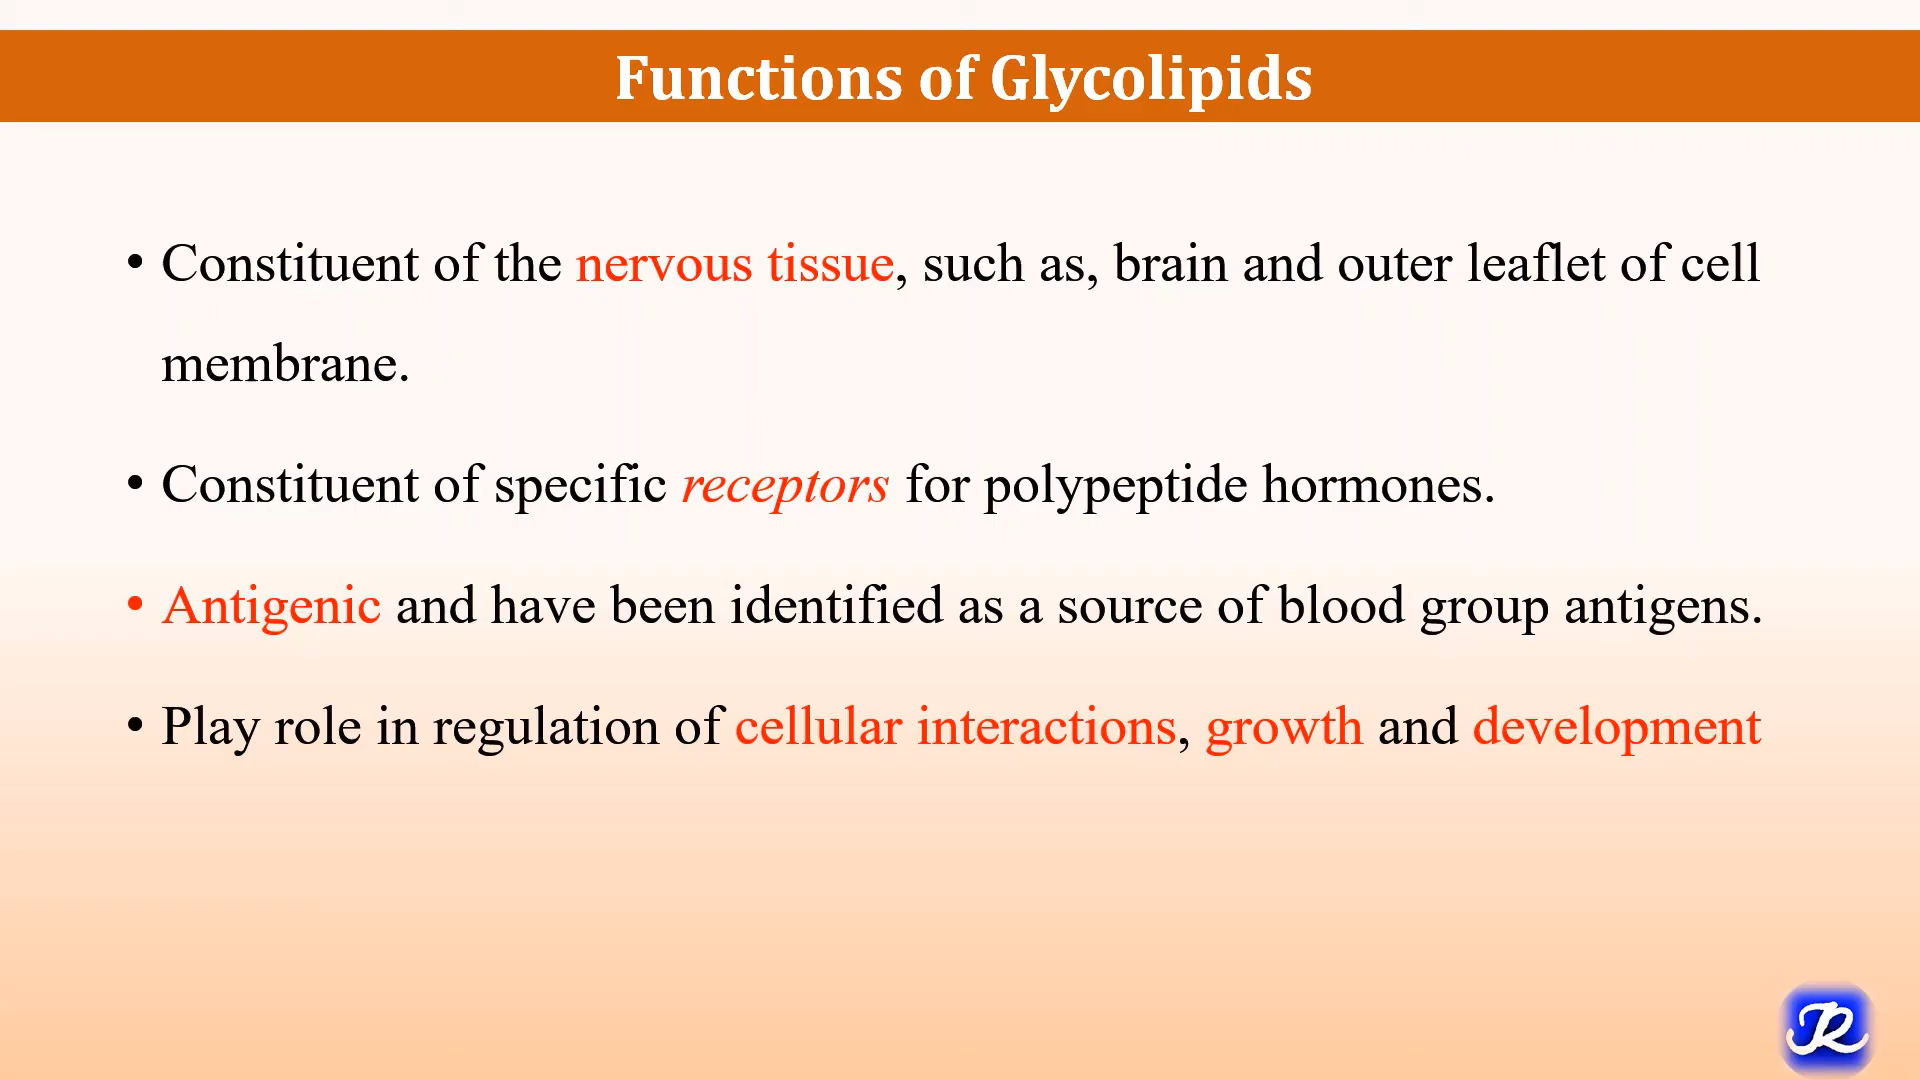 Functions of Glycolipids
• Constituent of the nervous tissue, such as, brain and outer leaflet of cell
membrane.
• Constituent of specific receptors for polypeptide hormones.
• Antigenic and have been identified as a source of blood group antigens.
• Play role in regulation of cellular interactions, growth and development
JR